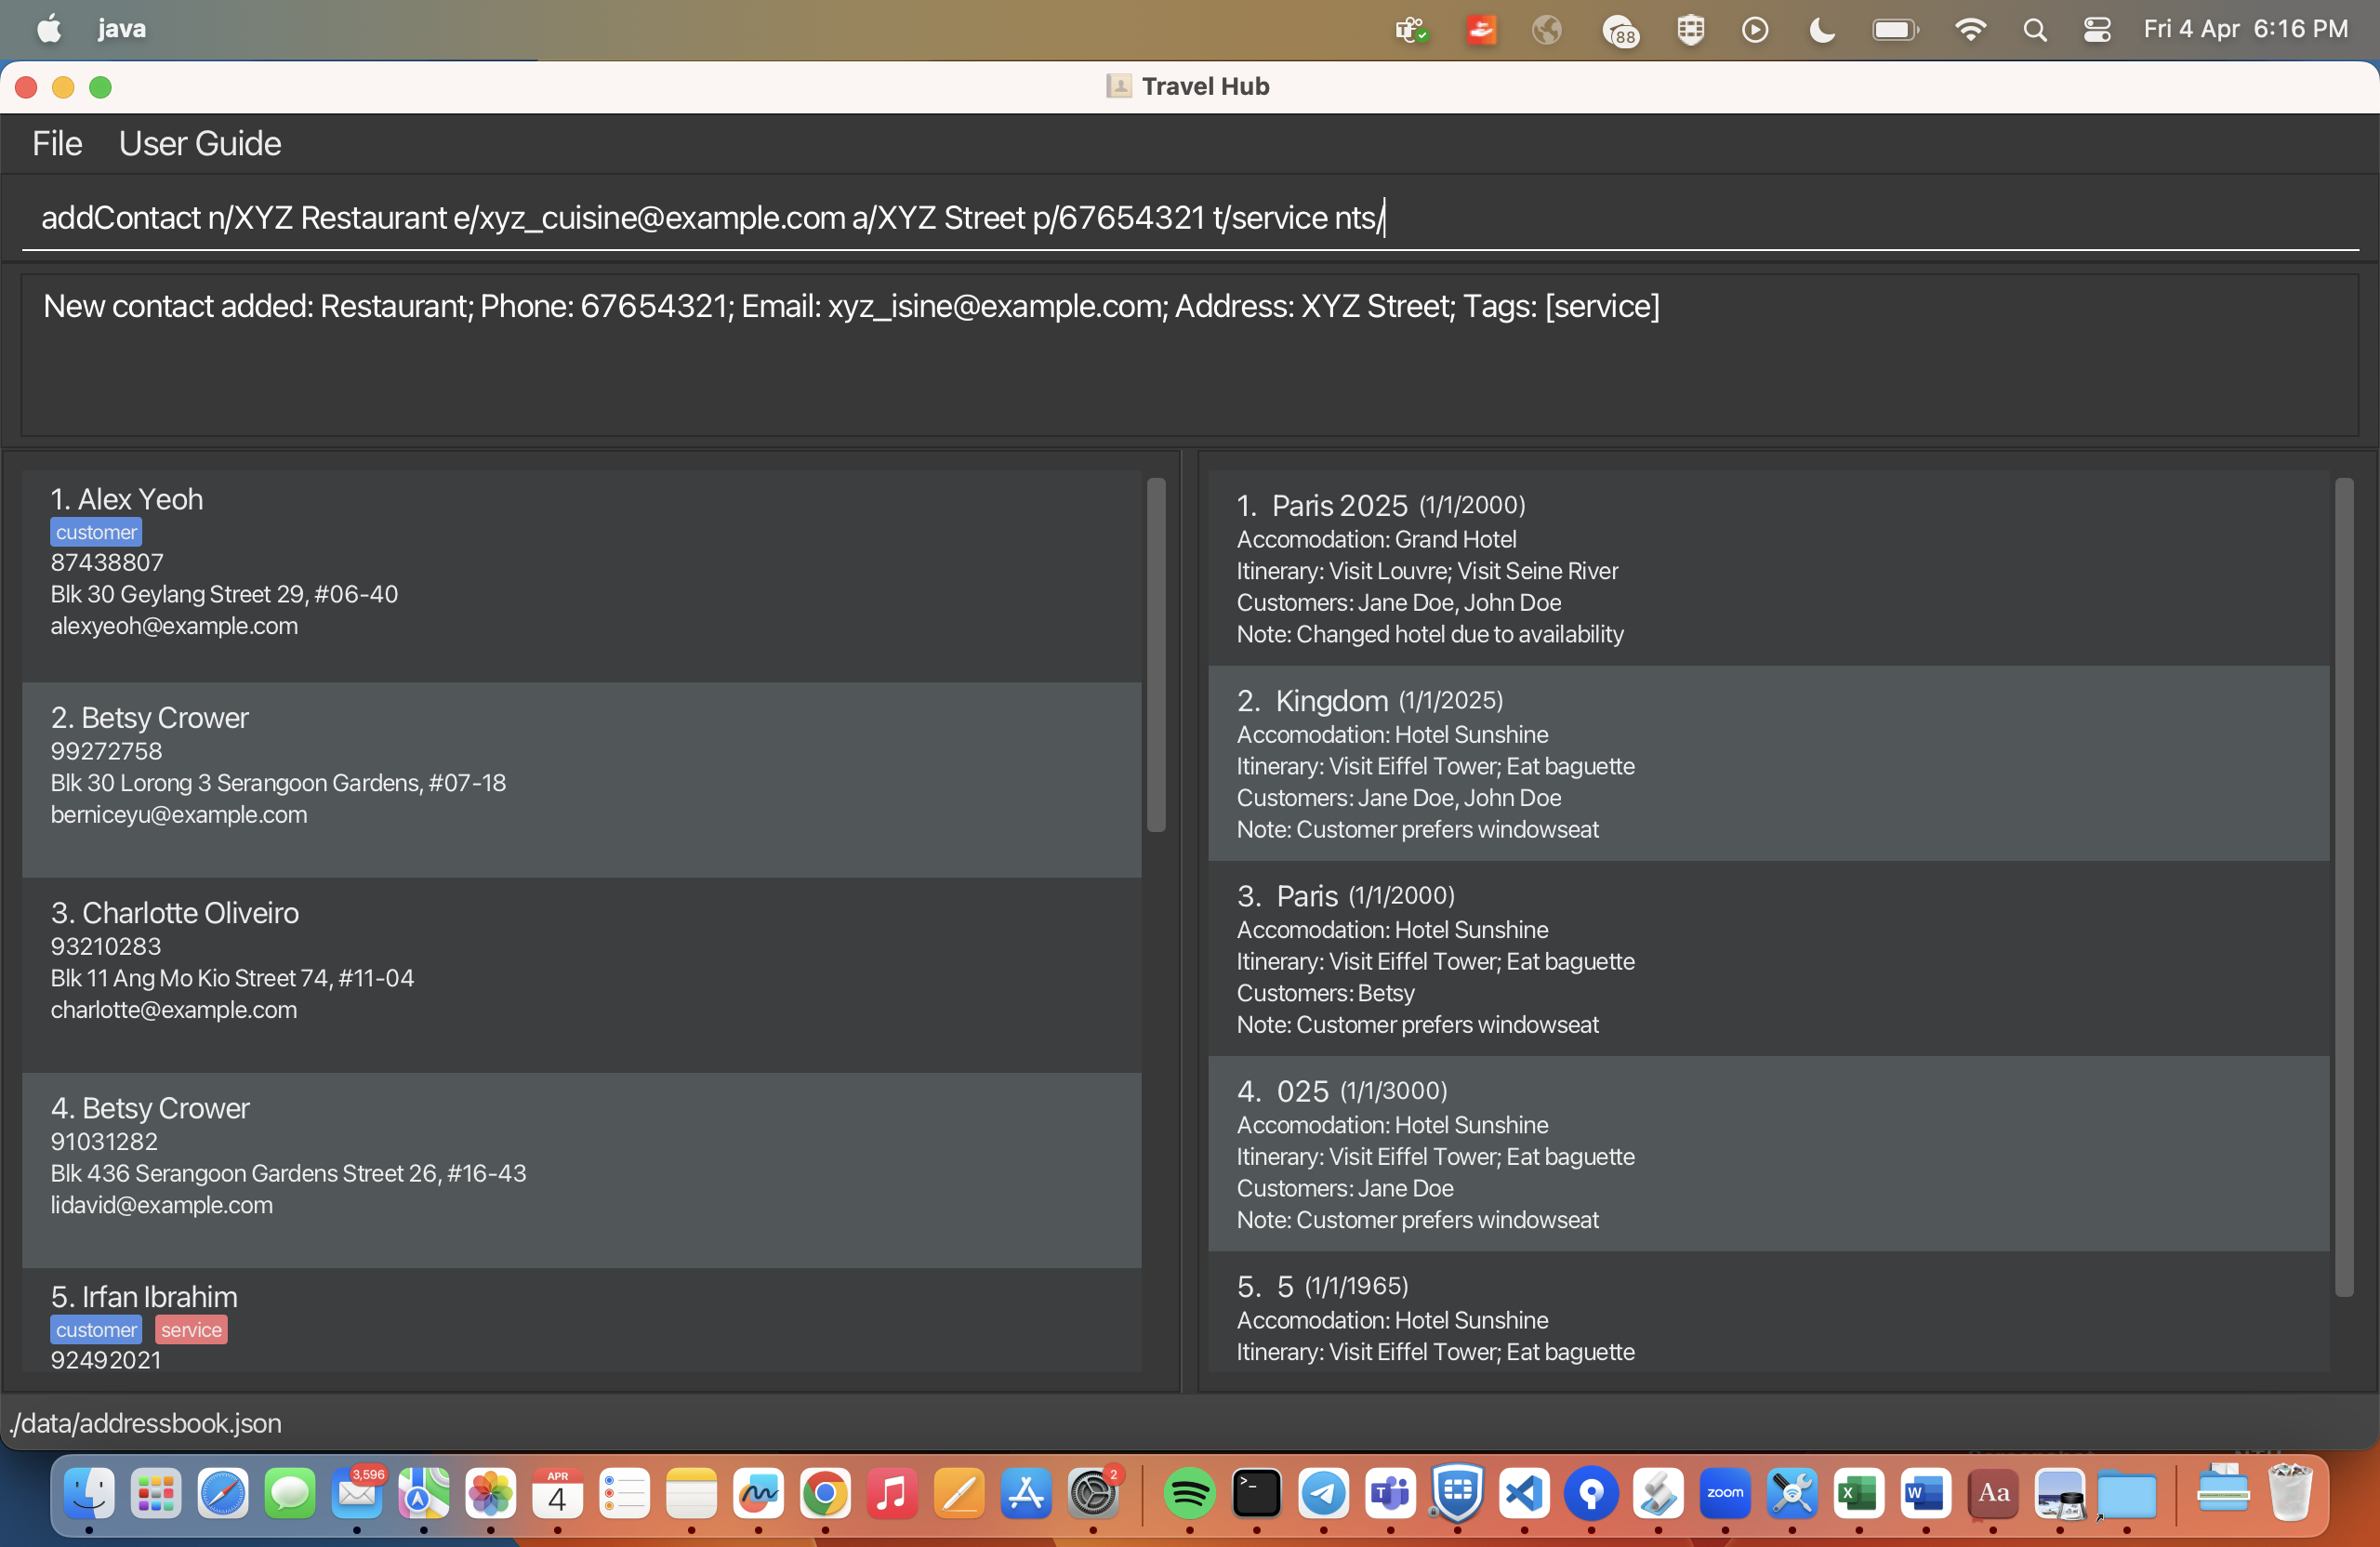 java
88
Fri 4 Apr 6:16 PM
Travel Hub
File User Guide
addContact n/XYZ Restaurant e/xyz_cuisine@example.com a/XYZ Street p/67654321 t/service nts/
New contact added: Restaurant; Phone: 67654321; Email: xyz_isine@example.com; Address: XYZ Street; Tags: [service]
1. Alex Yeoh
customer
87438807
Blk 30 Geylang Street 29, #06-40
alexyeoh@example.com
2. Betsy Crower
99272758
Blk 30 Lorong 3 Serangoon Gardens, #07-18
berniceyu@example.com
3. Charlotte Oliveiro
93210283
Blk 11 Ang Mo Kio Street 74, #11-04
charlotte@example.com
4. Betsy Crower
91031282
Blk 436 Serangoon Gardens Street 26, #16-43
lidavid@example.com
5. Irfan Ibrahim
customer service
92492021
1. Paris 2025 (1/1/2000)
Accomodation: Grand Hotel
Itinerary: Visit Louvre; Visit Seine River
Customers: Jane Doe, John Doe
Note: Changed hotel due to availability
2. Kingdom (1/1/2025)
Accomodation: Hotel Sunshine
Itinerary: Visit Eiffel Tower; Eat baguette
Customers: Jane Doe, John Doe
Note: Customer prefers windowseat
3. Paris (1/1/2000)
Accomodation: Hotel Sunshine
Itinerary: Visit Eiffel Tower; Eat baguette
Customers: Betsy
Note: Customer prefers windowseat
4. 025 (1/1/3000)
Accomodation: Hotel Sunshine
Itinerary: Visit Eiffel Tower; Eat baguette
Customers: Jane Doe
Note: Customer prefers windowseat
5. 5 (1/1/1965)
Accomodation: Hotel Sunshine
Itinerary: Visit Eiffel Tower; Eat baguette
./data/addressbook.json
3,596
APR
4
2
>_
T
zoom
X
W
Aa